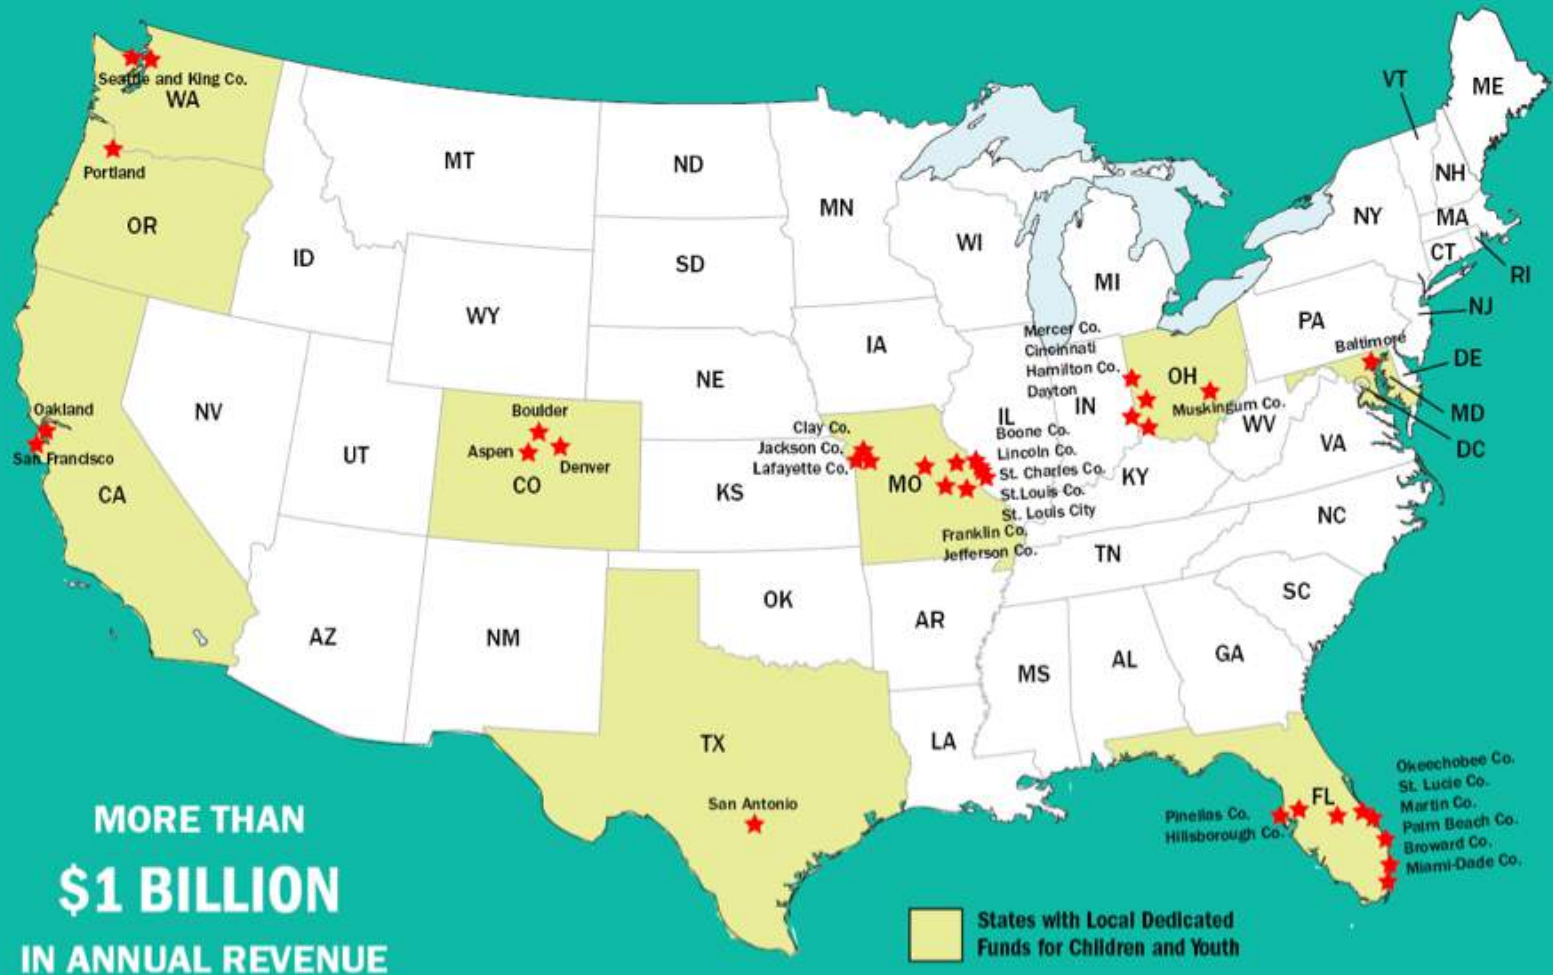 Seattle and King Co.
WA
Portland
OR
Oakland
San Francisco
CA
NV
ID
MT
WY
UT
AZ
Boulder
Aspen
Denver
CO
NM
ND
SD
NE
KS
OK
TX
San Antonio
MN
IA
Clay Co.
Jackson Co.
Lafayette Co.
MO
Boone Co.
Lincoln Co.
St. Charles Co.
St.Louis Co.
St. Louis City
Franklin Co.
Jefferson Co.
AR
LA
WI
IL
MI
IN
Mercer Co.
Cincinnati
Hamilton Co.
Dayton
OH
Muskingum Co.
KY
TN
MS
AL
GA
FL
Pinellas Co.
Hillsborough Co.
Okeechobee Co.
St. Lucie Co.
Martin Co.
Palm Beach Co.
Broward Co.
Miami-Dade Co.
SC
NC
VA
WV
PA
Baltimore
NY
VT
ME
NH
MA
CT
RI
NJ
DE
MD
DC
MORE THAN
$1 BILLION
IN ANNUAL REVENUE
States with Local Dedicated
Funds for Children and Youth